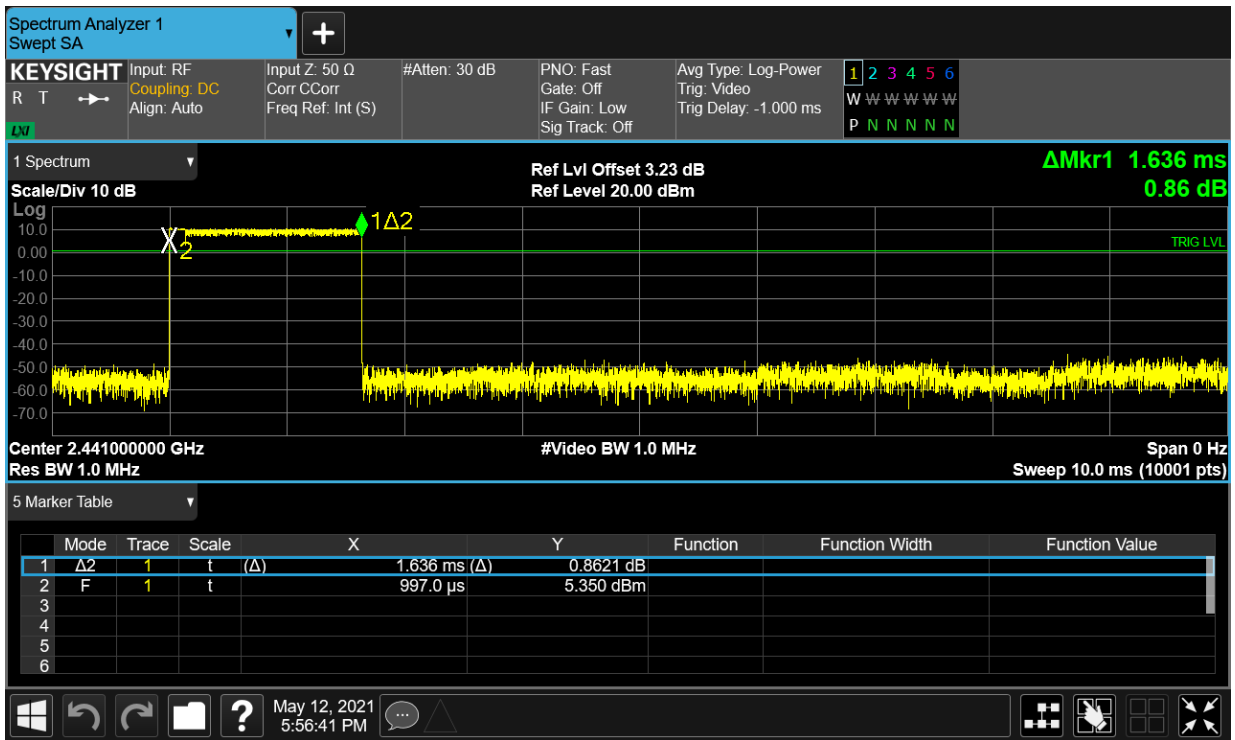 Spectrum Analyzer 1
Swept SA
KEYSIGHT
R T
LXI
Input: RF
Coupling: DC
Align: Auto
Input Z: 50 Ω
Corr CCorr
Freq Ref: Int (S)
#Atten: 30 dB
PNO: Fast
Gate: Off
IF Gain: Low
Sig Track: Off
Avg Type: Log-Power
Trig: Video
Trig Delay: -1.000 ms
1 2 3 4 5 6
W W W W W W
P N N N N N
1 Spectrum
Scale/Div 10 dB
Ref Lvl Offset 3.23 dB
Ref Level 20.00 dBm
ΔMkr1 1.636 ms
0.86 dB
Log
10.0
0.00
-10.0
-20.0
-30.0
-40.0
-50.0
-60.0
-70.0
1Δ2
2
TRIG LVL
Center 2.441000000 GHz
Res BW 1.0 MHz
#Video BW 1.0 MHz
Span 0 Hz
Sweep 10.0 ms (10001 pts)
5 Marker Table
Mode Trace Scale X Y Function Function Width Function Value
1 Δ2 1 t (Δ) 1.636 ms (Δ) 0.8621 dB
2 F 1 t 997.0 µs 5.350 dBm
3
4
5
6
?
May 12, 2021
5:56:41 PM